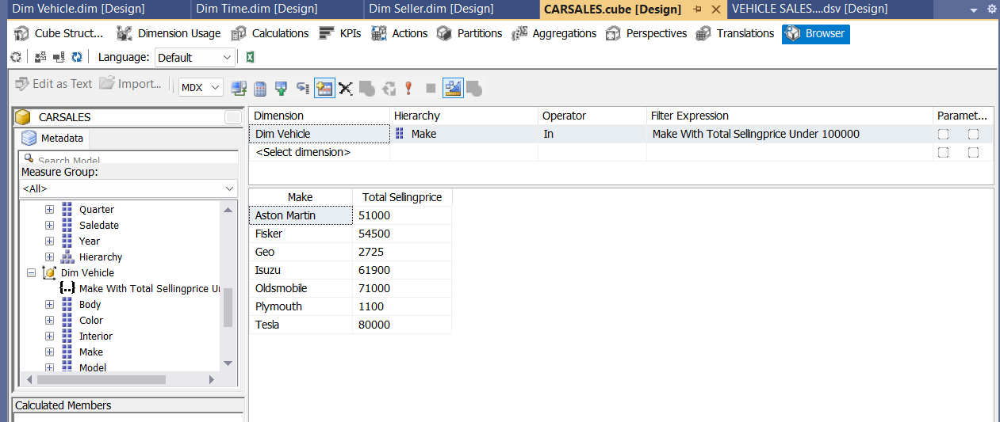 Dim Vehicle.dim [Design] Dim Time.dim [Design] Dim Seller.dim [Design] CARSALES.cube [Design] VEHICLE SALES....dsv [Design]
Cube Struct... Dimension Usage Calculations KPIs Actions Partitions Aggregations Perspectives Translations Browser
Language: Default
Edit as Text Import... MDX
CARSALES
Metadata
Search Model
Measure Group:
<All>
Quarter
Saledate
Year
Hierarchy
Dim Vehicle
Make With Total Sellingprice Un
Body
Color
Interior
Make
Model
Calculated Members
Dimension Hierarchy Operator Filter Expression Paramet...
Dim Vehicle Make In Make With Total Sellingprice Under 100000
<Select dimension>
Make Total Sellingprice
Aston Martin 51000
Fisker 54500
Geo 2725
Isuzu 61900
Oldsmobile 71000
Plymouth 1100
Tesla 80000